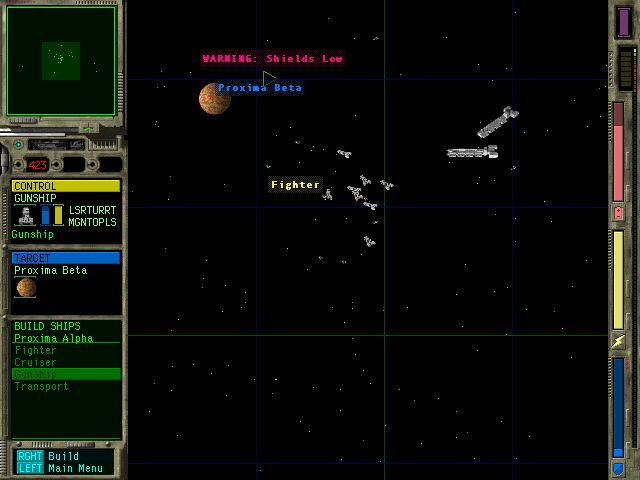 WARNING: Shields Low
Proxima Beta
Fighter
423
CONTROL
GUNSHIP
LSRTURRT
MGNTOPLS
Gunship
TARGET
Proxima Beta
BUILD SHIPS
Proxima Alpha
Fighter
Cruiser
Gunship
Transport
RGHT Build
LEFT Main Menu